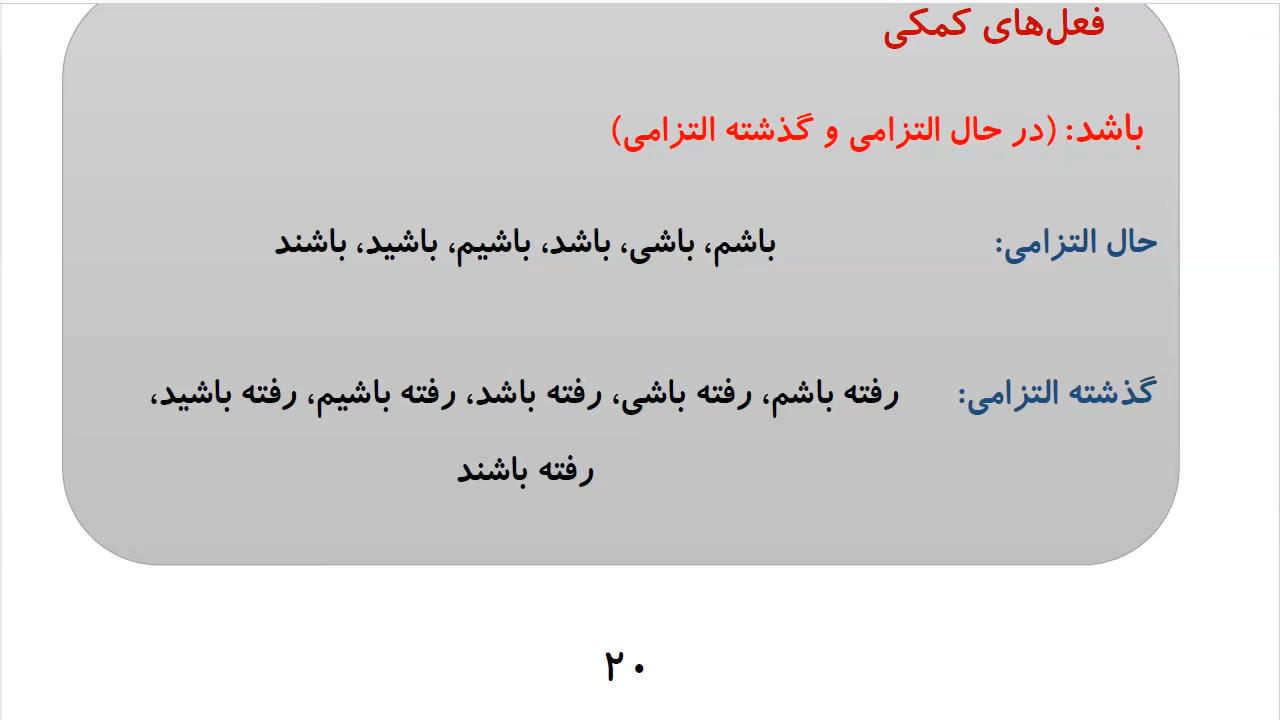 فعل‌های کمکی
باشد: (در حال التزامی و گذشته التزامی)
حال التزامی: باشم، باشی، باشد، باشیم، باشید، باشند
گذشته التزامی: رفته باشم، رفته باشی، رفته باشد، رفته باشیم، رفته باشید،
رفته باشند
۲۰